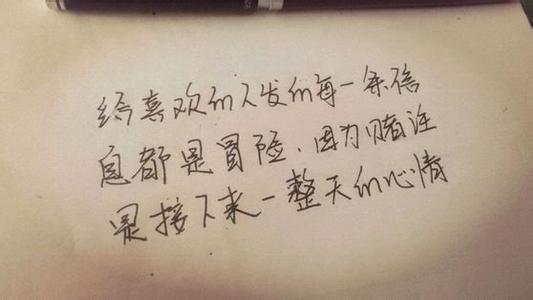 给喜欢的人发的每一条信
息都是冒险、因为赌注
是接下来一整天的心情